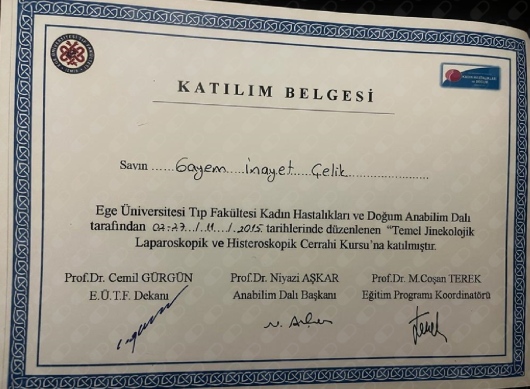 KATILIM BELGESİ
Sayın......Gayem....İnayet....Çelik....................
Ege Üniversitesi Tıp Fakültesi Kadın Hastalıkları ve Doğum Anabilim Dalı
tarafından /.11.../.2015. tarihlerinde düzenlenen “Temel Jinekolojik
Laparoskopik ve Histeroskopik Cerrahi Kursu’na katılmıştır.
Prof.Dr. Cemil GÜRGÜN
E.Ü.T.F. Dekanı
Prof.Dr. Niyazi AŞKAR
Anabilim Dalı Başkanı
Prof.Dr. M.Coşan TEREK
Eğitim Programı Koordinatörü